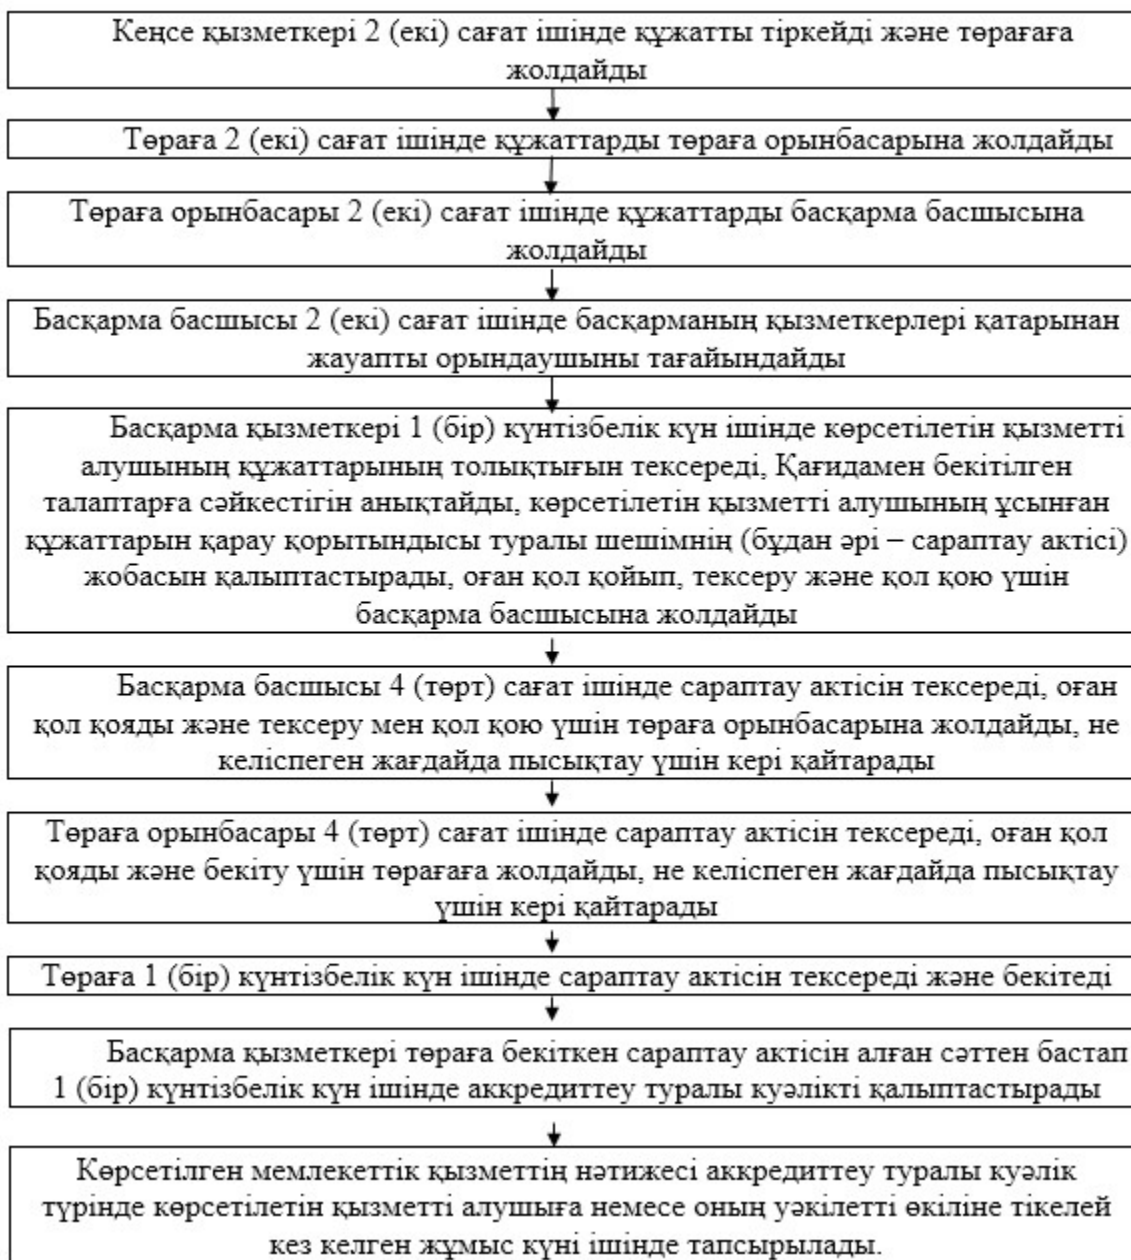 Кеңсе қызметкері 2 (екі) сағат ішінде құжатты тіркейді және төрағаға
жолдайды
Төраға 2 (екі) сағат ішінде құжаттарды төраға орынбасарына жолдайды
Төраға орынбасары 2 (екі) сағат ішінде құжаттарды басқарма басшысына
жолдайды
Басқарма басшысы 2 (екі) сағат ішінде басқарманың қызметкерлері қатарынан
жауапты орындаушыны тағайындайды
Басқарма қызметкері 1 (бір) күнтізбелік күн ішінде көрсетілетін қызметті
алушының құжаттарының толықтығын тексереді, Қағидамен бекітілген
талаптарға сәйкестігін анықтайды, көрсетілетін қызметті алушының ұсынған
құжаттарын қарау қорытындысы туралы шешімнің (бұдан әрі – сараптау актісі)
жобасын қалыптастырады, оған қол қойып, тексеру және қол қою үшін
басқарма басшысына жолдайды
Басқарма басшысы 4 (төрт) сағат ішінде сараптау актісін тексереді, оған
қол қояды және тексеру мен қол қою үшін төраға орынбасарына жолдайды, не
келіспеген жағдайда пысықтау үшін кері қайтарады
Төраға орынбасары 4 (төрт) сағат ішінде сараптау актісін тексереді, оған қол
қояды және бекіту үшін төрағаға жолдайды, не келіспеген жағдайда пысықтау
үшін кері қайтарады
Төраға 1 (бір) күнтізбелік күн ішінде сараптау актісін тексереді және бекітеді
Басқарма қызметкері төраға бекіткен сараптау актісін алған сәттен бастап
1 (бір) күнтізбелік күн ішінде аккредиттеу туралы куәлікті қалыптастырады
Көрсетілген мемлекеттік қызметтің нәтижесі аккредиттеу туралы куәлік
түрінде көрсетілетін қызметті алушыға немесе оның уәкілетті өкіліне тікелей
кез келген жұмыс күні ішінде тапсырылады.